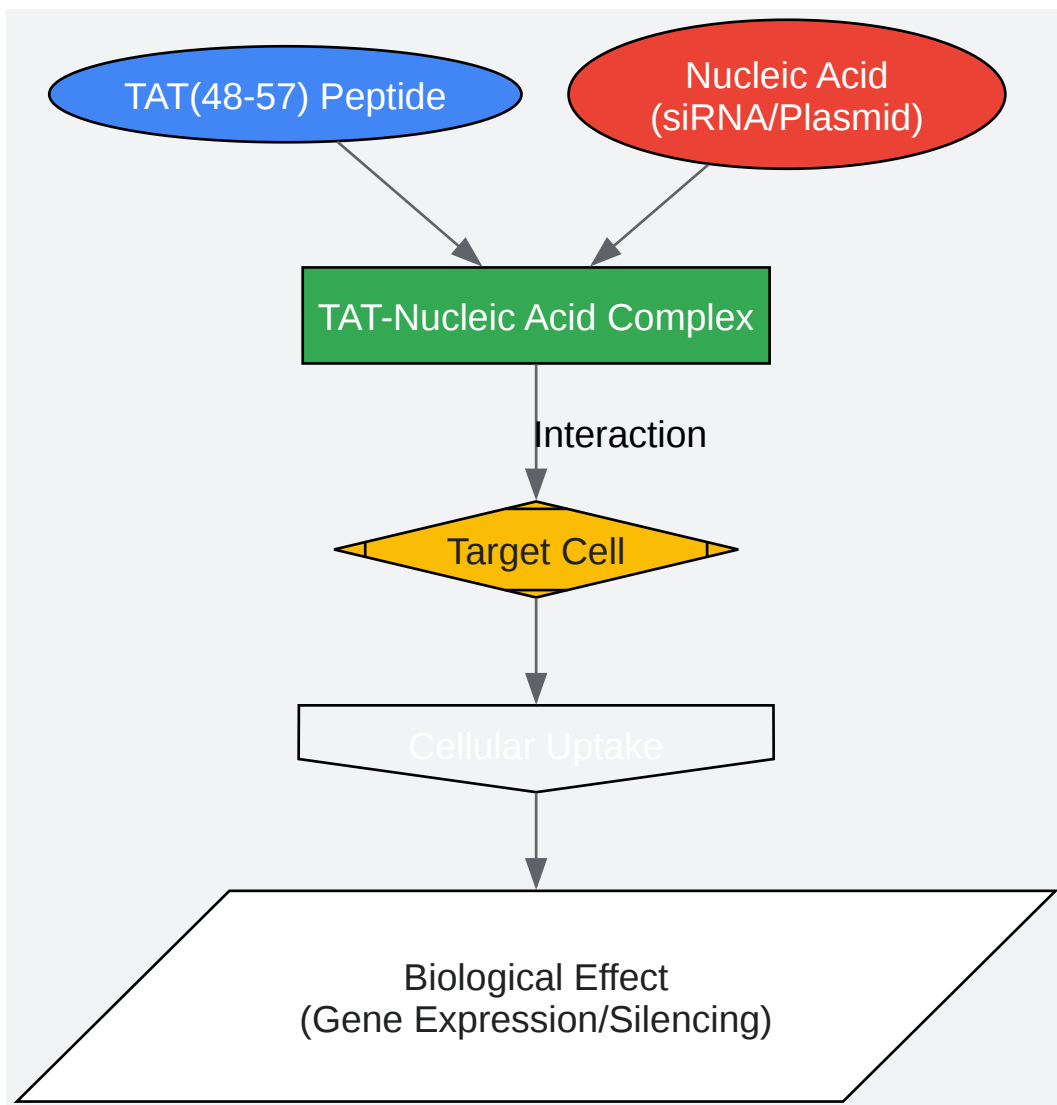 TAT(48-57) Peptide
Nucleic Acid
(siRNA/Plasmid)
TAT-Nucleic Acid Complex
Interaction
Target Cell
Cellular Uptake
Biological Effect
(Gene Expression/Silencing)